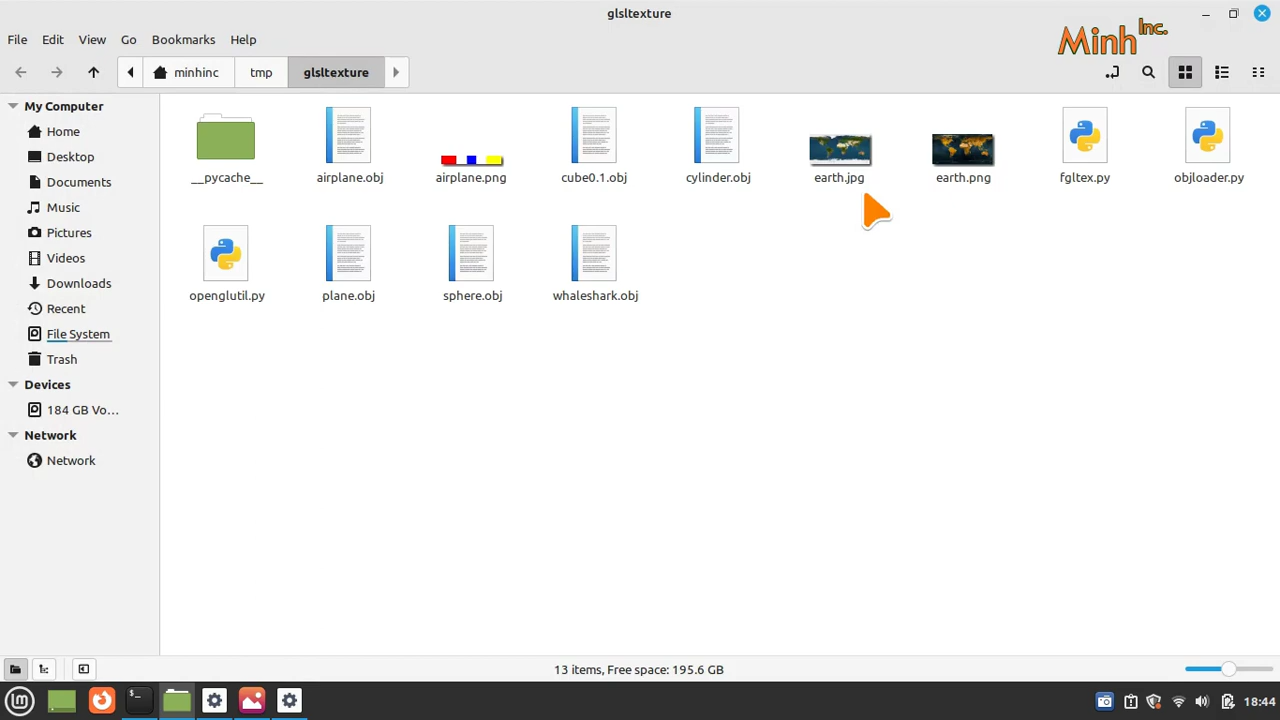 glsltexture
File Edit View Go Bookmarks Help
Minh Inc.
minhinc tmp glsltexture
My Computer
Home
Desktop
Documents
Music
Pictures
Videos
Downloads
Recent
File System
Trash
Devices
184 GB Vo...
Network
Network
__pycache__ airplane.obj airplane.png cube0.1.obj cylinder.obj earth.jpg earth.png fgltex.py objloader.py
openglutil.py plane.obj sphere.obj whaleshark.obj
13 items, Free space: 195.6 GB
18:44